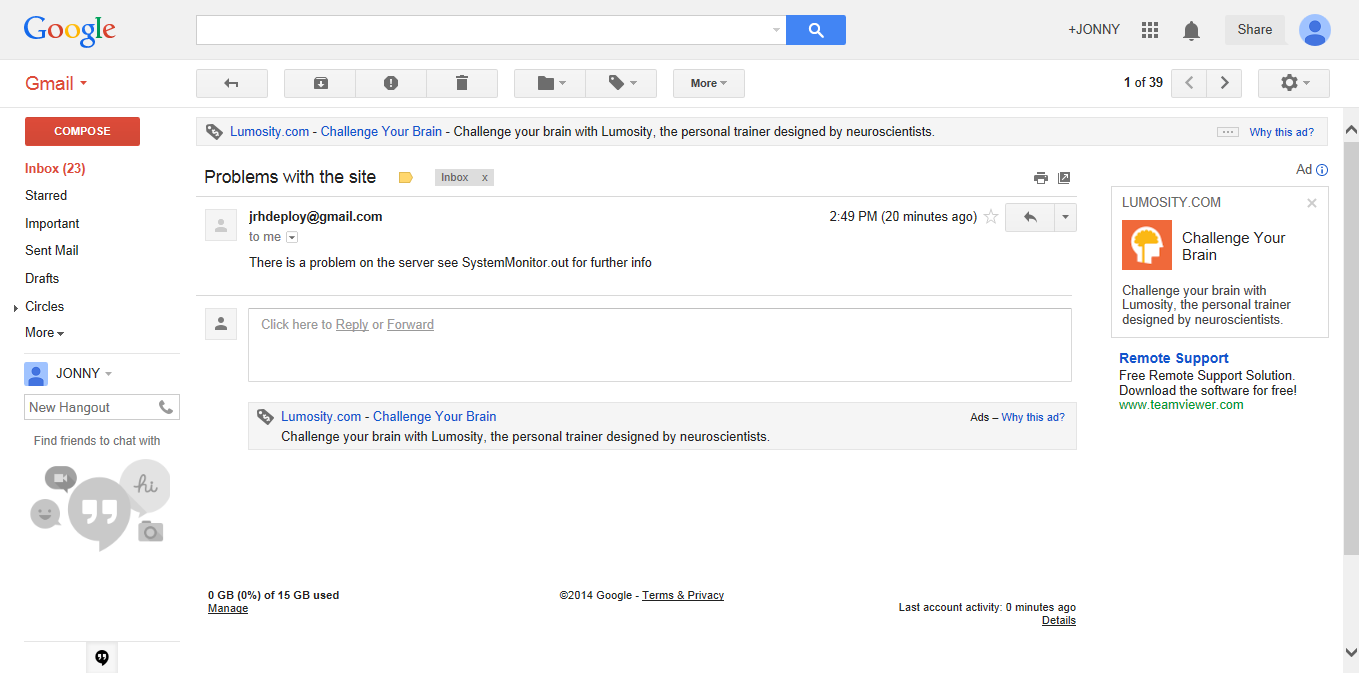 Google
+JONNY
Share
Gmail
More
1 of 39
COMPOSE
Inbox (23)
Starred
Important
Sent Mail
Drafts
Circles
More
JONNY
New Hangout
Find friends to chat with
hi
Lumosity.com - Challenge Your Brain - Challenge your brain with Lumosity, the personal trainer designed by neuroscientists.
Why this ad?
Problems with the site
Inbox x
jrhdeploy@gmail.com
2:49 PM (20 minutes ago)
to me
There is a problem on the server see SystemMonitor.out for further info
Click here to Reply or Forward
Lumosity.com - Challenge Your Brain
Ads – Why this ad?
Challenge your brain with Lumosity, the personal trainer designed by neuroscientists.
Ad
LUMOSITY.COM
Challenge Your
Brain
Challenge your brain with
Lumosity, the personal trainer
designed by neuroscientists.
Remote Support
Free Remote Support Solution.
Download the software for free!
www.teamviewer.com
0 GB (0%) of 15 GB used
Manage
©2014 Google - Terms & Privacy
Last account activity: 0 minutes ago
Details